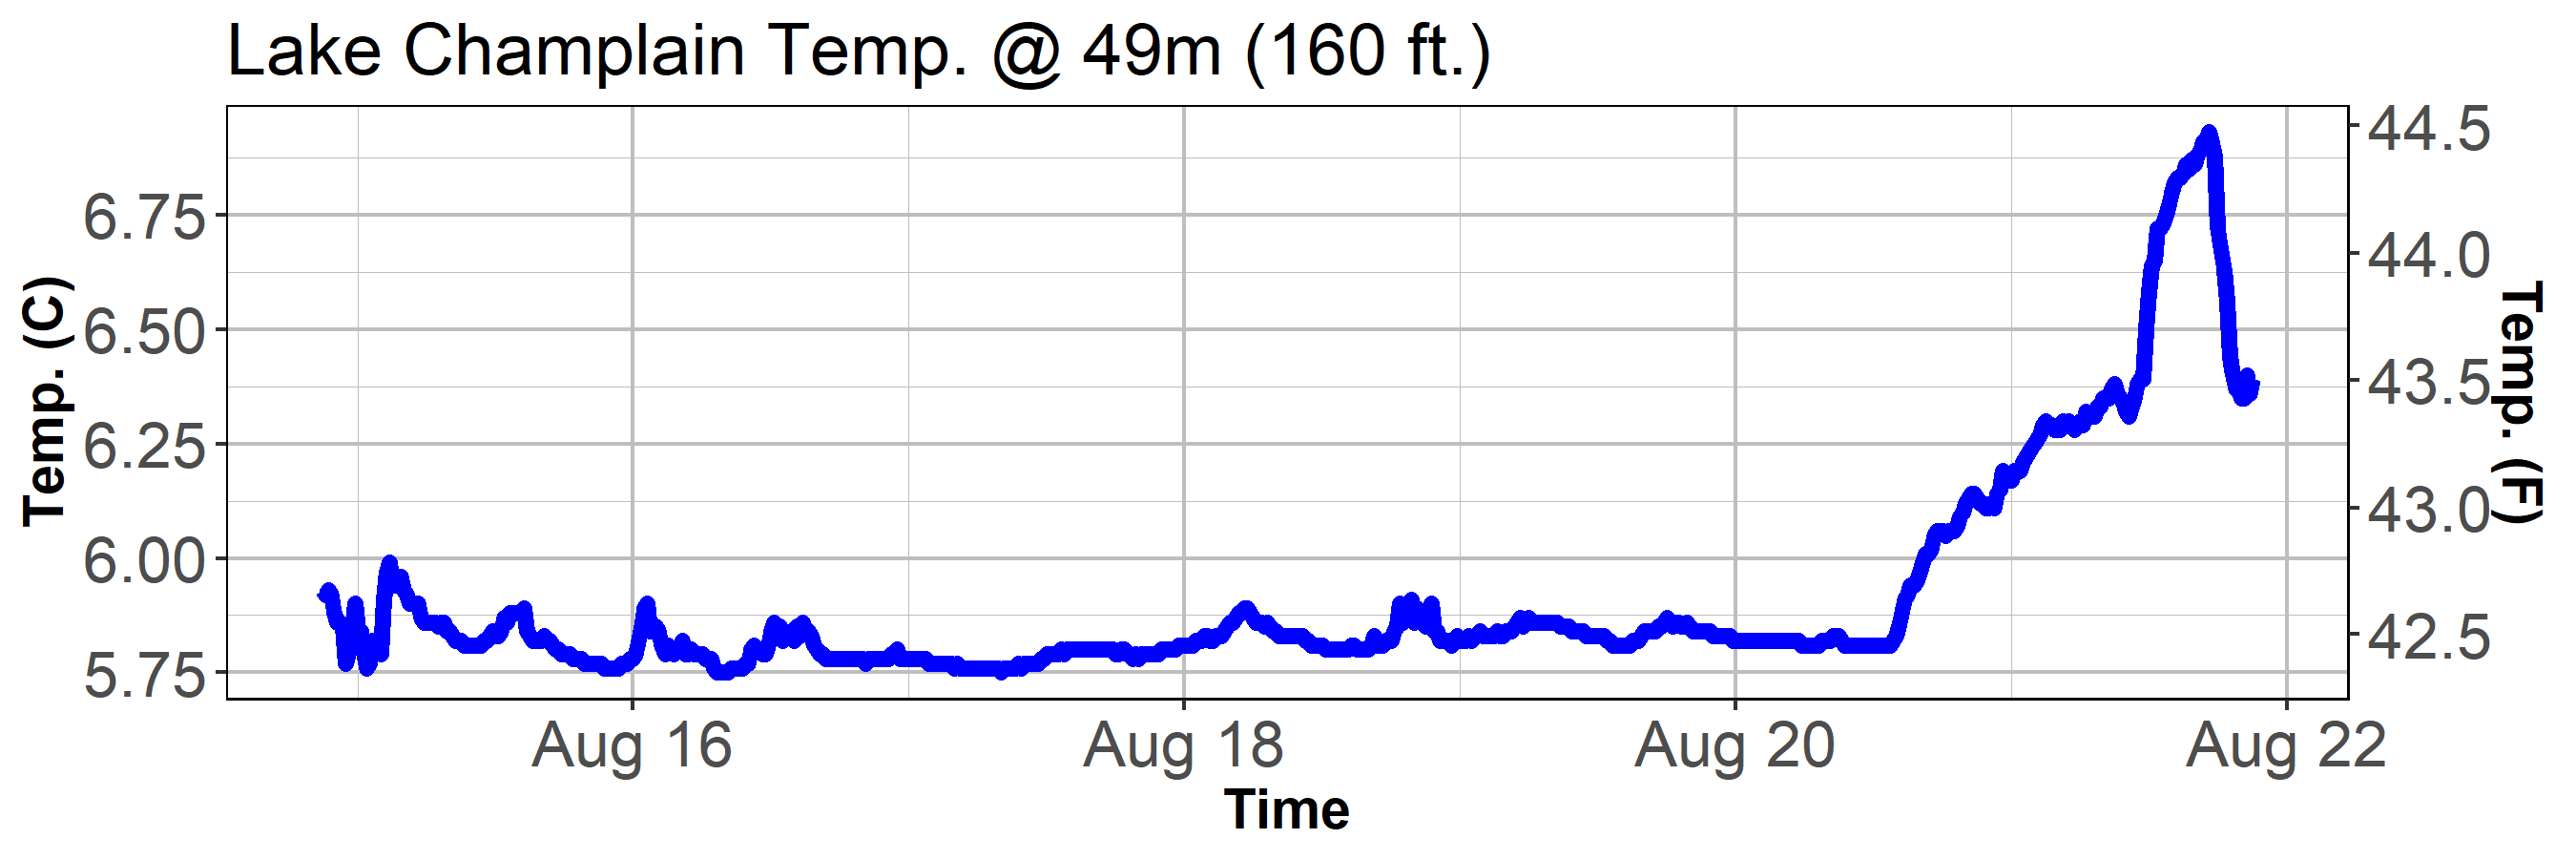 Lake Champlain Temp. @ 49m (160 ft.)
Temp. (C)
6.75
6.50
6.25
6.00
5.75
44.5
44.0
43.5
43.0
42.5
Temp. (F)
Aug 16 Aug 18 Aug 20 Aug 22
Time